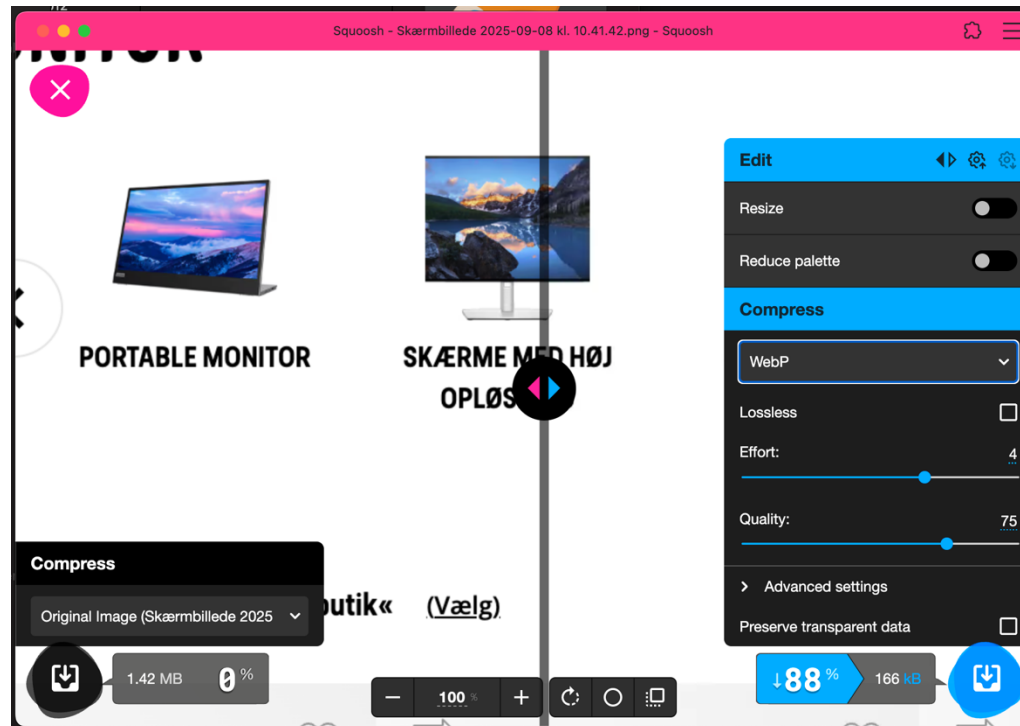 Squoosh - Skærmbillede 2025-09-08 kl. 10.41.42.png - Squoosh
PORTABLE MONITOR
SKÆRME MED HØJ
Edit
Resize
Reduce palette
Compress
WebP
Lossless
Effort: 4
Quality: 75
Advanced settings
Preserve transparent data
Compress
Original Image (Skærmbillede 2025
(Vælg)
1.42 MB 0 %
− 100 % +
↓88 % 166 kB